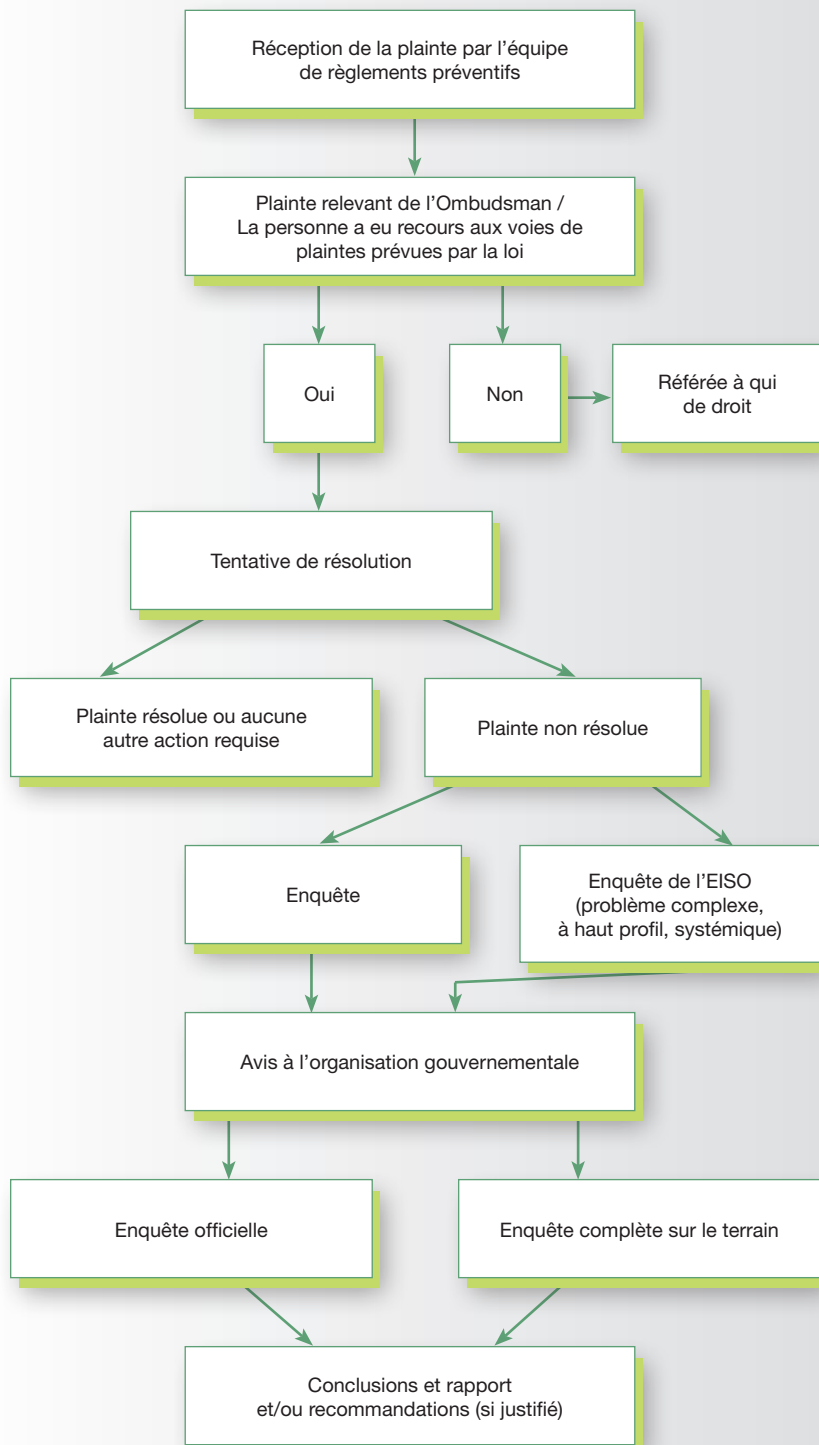 Réception de la plainte par l’équipe
de règlements préventifs
Plainte relevant de l’Ombudsman /
La personne a eu recours aux voies de
plaintes prévues par la loi
Oui
Non
Référée à qui
de droit
Tentative de résolution
Plainte résolue ou aucune
autre action requise
Plainte non résolue
Enquête
Enquête de l’EISO
(problème complexe,
à haut profil, systémique)
Avis à l’organisation gouvernementale
Enquête officielle
Enquête complète sur le terrain
Conclusions et rapport
et/ou recommandations (si justifié)